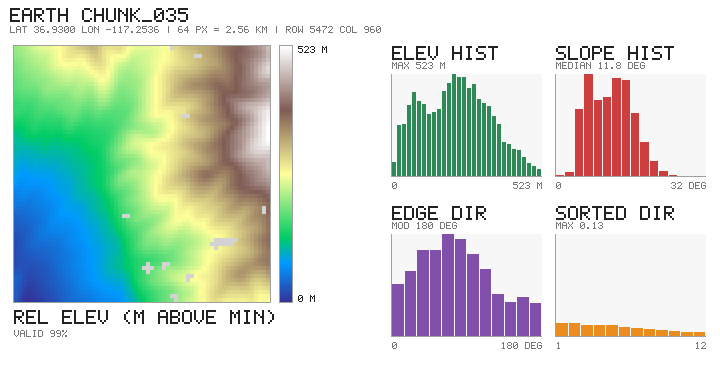 EARTH CHUNK_035
LAT 36.9300 LON -117.2536 | 64 PX = 2.56 KM | ROW 5472 COL 960
523 M
0 M
REL ELEV (M ABOVE MIN)
VALID 99%
ELEV HIST
MAX 523 M
0 523 M
SLOPE HIST
MEDIAN 11.8 DEG
0 32 DEG
EDGE DIR
MOD 180 DEG
0 180 DEG
SORTED DIR
MAX 0.13
1 12